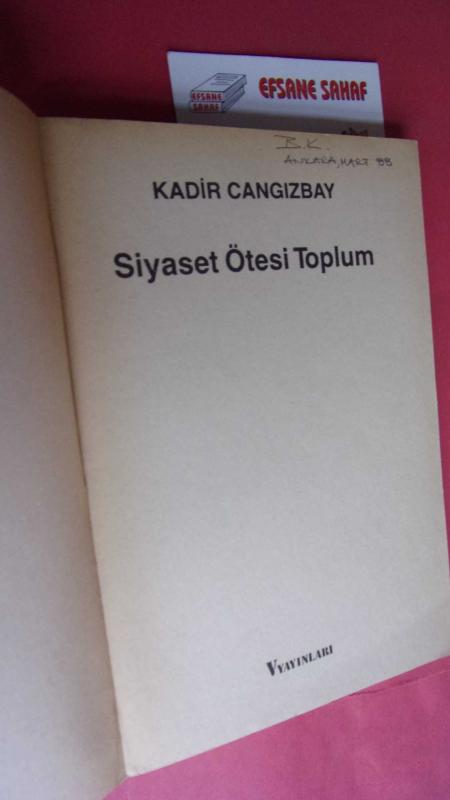 EFSANE SAHAF
EFSANE
SAHAF
B.K.
ANKARA, MART 88
KADİR CANGIZBAY
Siyaset Ötesi Toplum
V YAYINLARI